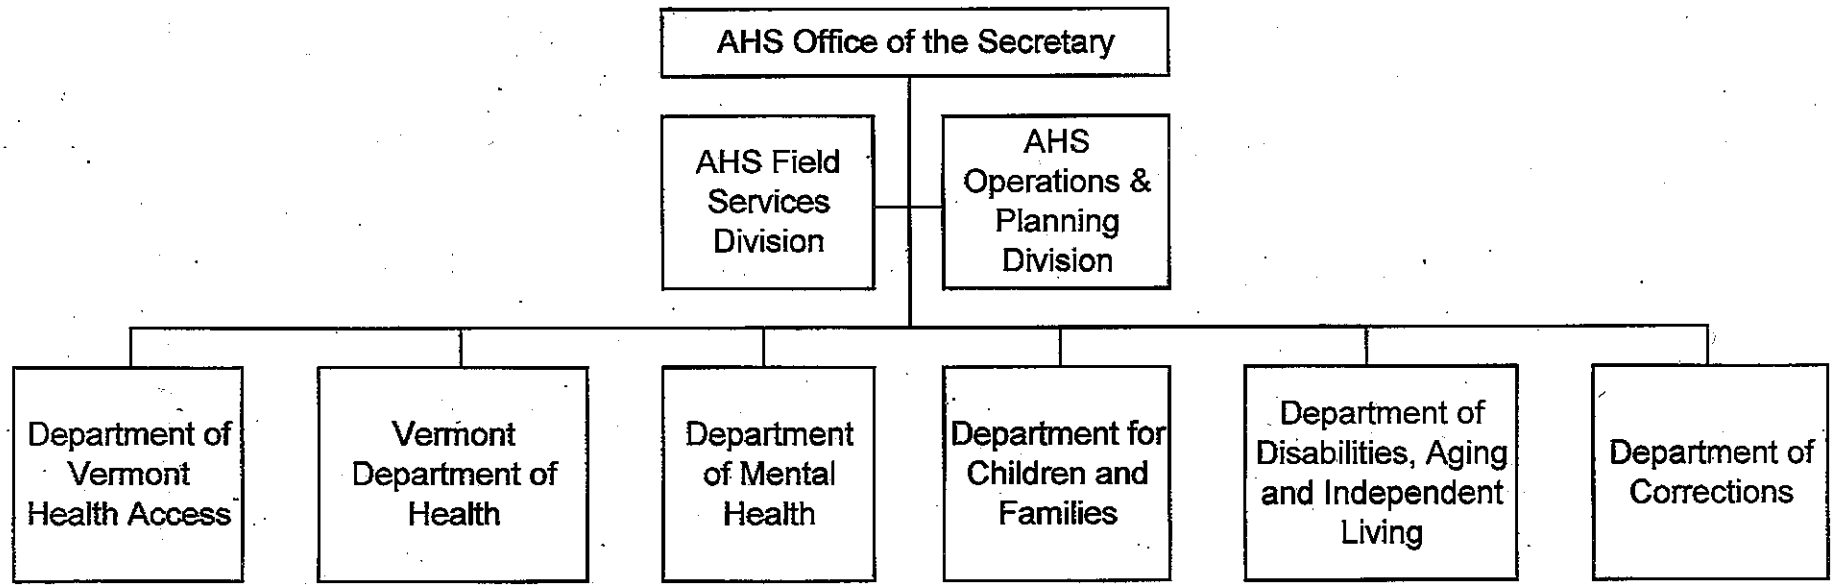 AHS Office of the Secretary
AHS Field
Services
Division
AHS
Operations &
Planning
Division
Department of
Vermont
Health Access
Vermont
Department of
Health
Department
of Mental
Health
Department for
Children and
Families
Department of
Disabilities, Aging
and Independent
Living
Department of
Corrections